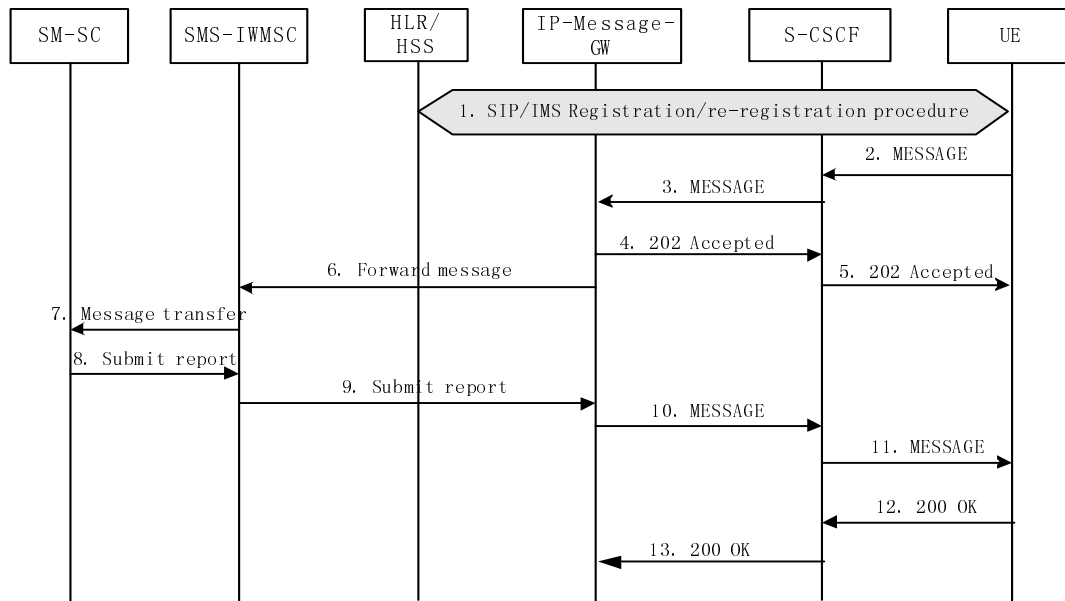 SM-SC
SMS-IWMSC
HLR/
HSS
IP-Message-
GW
S-CSCF
UE
1. SIP/IMS Registration/re-registration procedure
2. MESSAGE
3. MESSAGE
4. 202 Accepted
5. 202 Accepted
6. Forward message
7. Message transfer
8. Submit report
9. Submit report
10. MESSAGE
11. MESSAGE
12. 200 OK
13. 200 OK